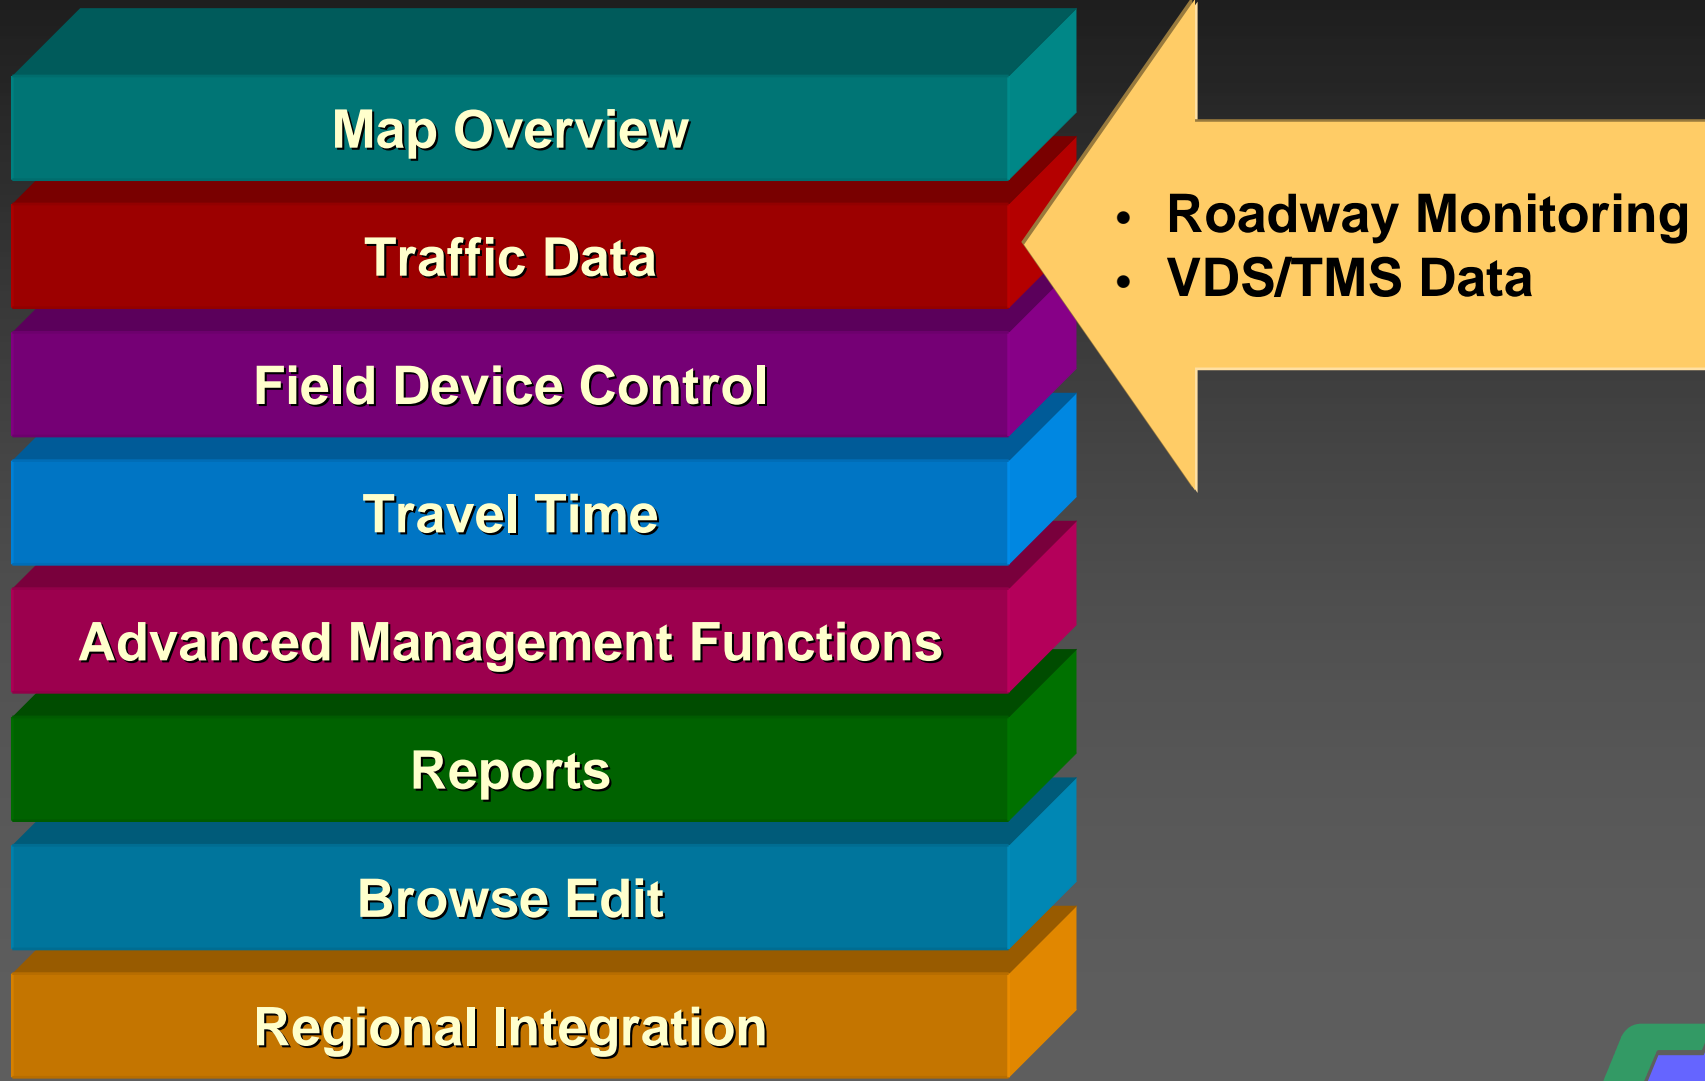 Map Overview
Traffic Data
• Roadway Monitoring
• VDS/TMS Data
Field Device Control
Travel Time
Advanced Management Functions
Reports
Browse Edit
Regional Integration